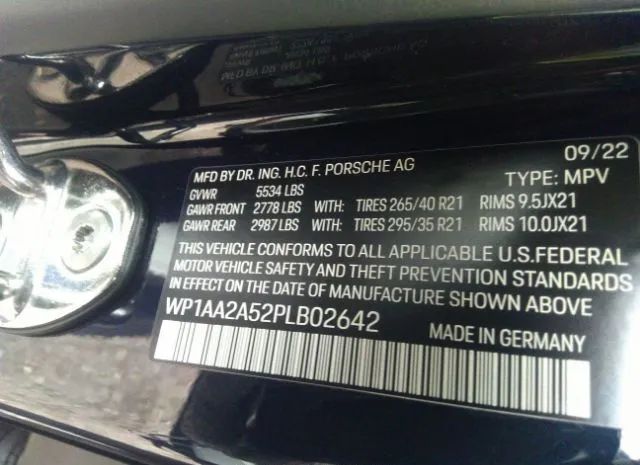 MFD BY DR. ING. H.C. F. PORSCHE AG 09/22
GVWR 5534 LBS TYPE: MPV
GAWR FRONT 2778 LBS WITH: TIRES 265/40 R21 RIMS 9.5JX21
GAWR REAR 2987 LBS WITH: TIRES 295/35 R21 RIMS 10.0JX21
THIS VEHICLE CONFORMS TO ALL APPLICABLE U.S.FEDERAL
MOTOR VEHICLE SAFETY AND THEFT PREVENTION STANDARDS
IN EFFECT ON THE DATE OF MANUFACTURE SHOWN ABOVE
WP1AA2A52PLB02642 MADE IN GERMANY